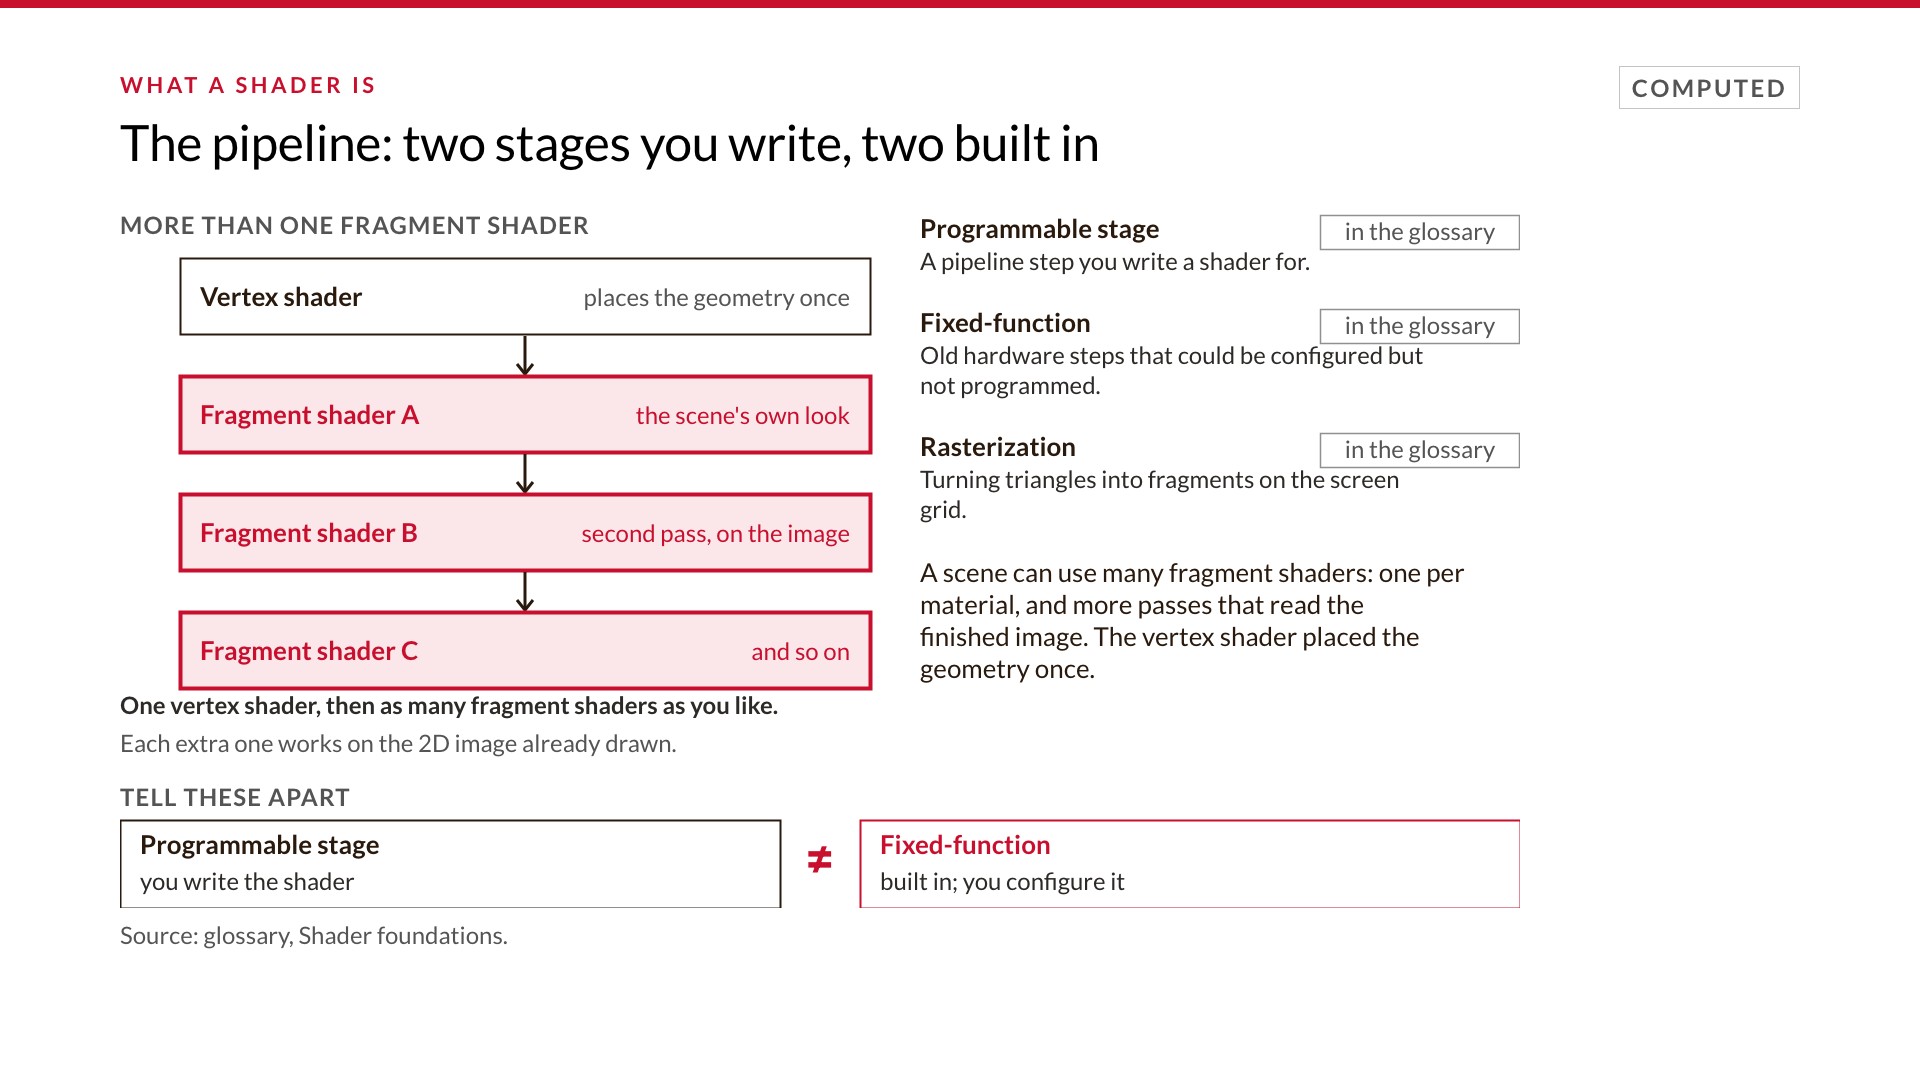 WHAT A SHADER IS
COMPUTED
The pipeline: two stages you write, two built in
MORE THAN ONE FRAGMENT SHADER
Vertex shader places the geometry once
Fragment shader A the scene's own look
Fragment shader B second pass, on the image
Fragment shader C and so on
One vertex shader, then as many fragment shaders as you like.
Each extra one works on the 2D image already drawn.
Programmable stage in the glossary
A pipeline step you write a shader for.
Fixed-function in the glossary
Old hardware steps that could be configured but
not programmed.
Rasterization in the glossary
Turning triangles into fragments on the screen
grid.
A scene can use many fragment shaders: one per
material, and more passes that read the
finished image. The vertex shader placed the
geometry once.
TELL THESE APART
Programmable stage
you write the shader
≠
Fixed-function
built in; you configure it
Source: glossary, Shader foundations.